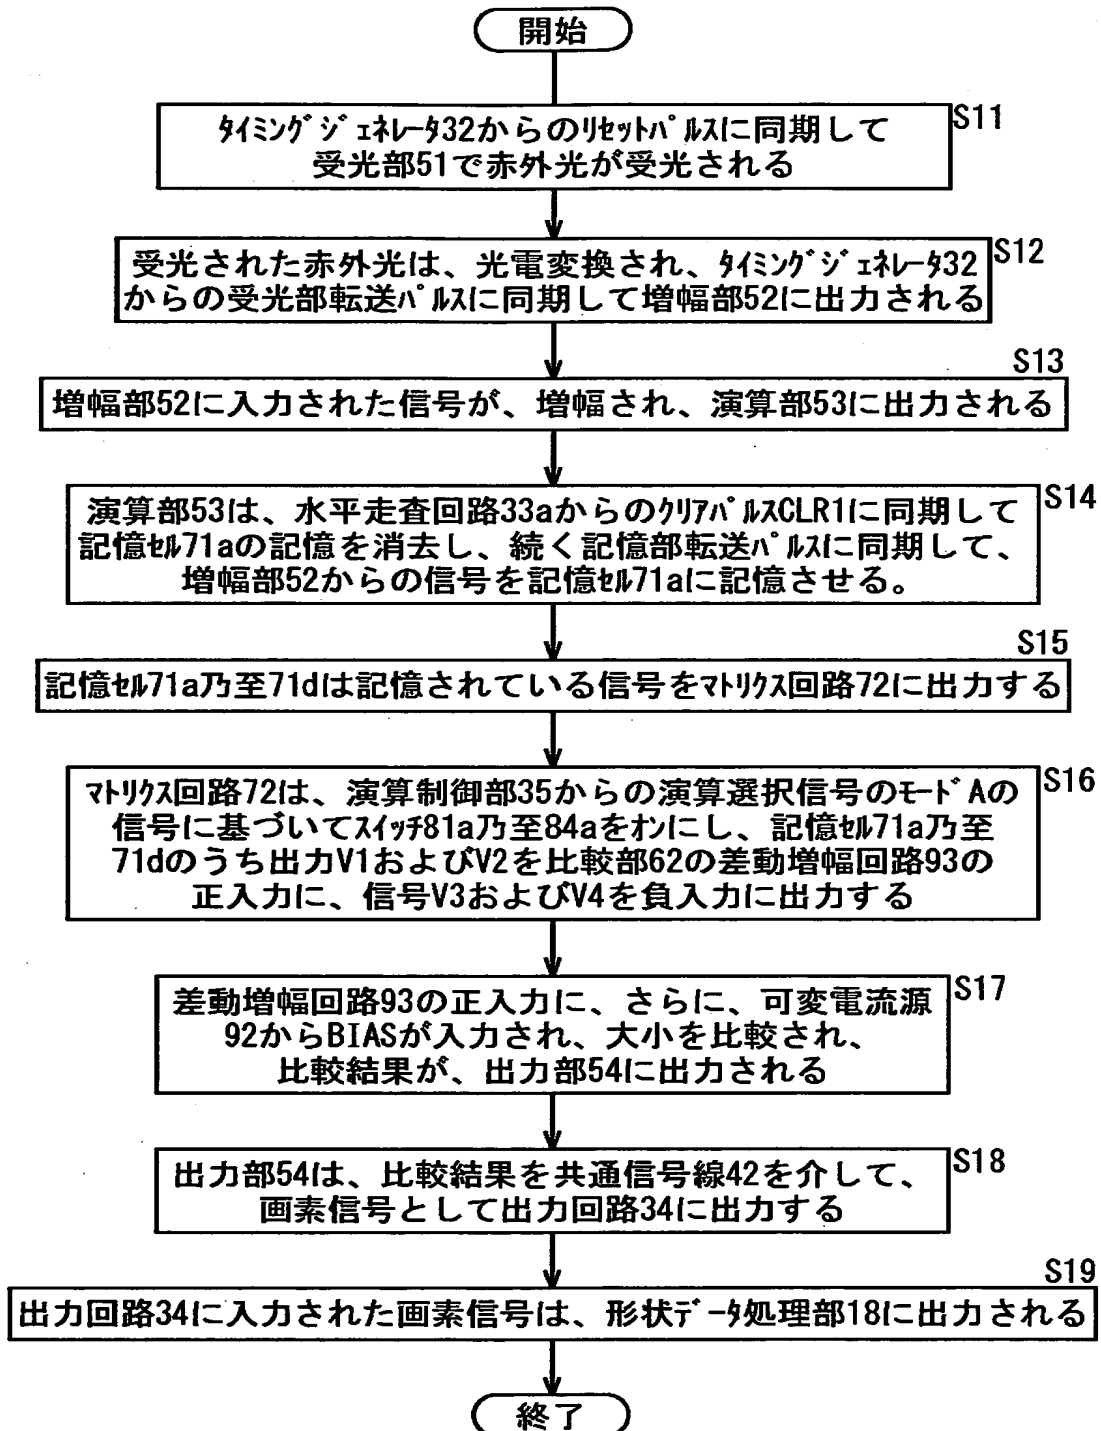 開始
S11
ﾀｲﾐﾝｸﾞｼﾞｪﾈﾚｰﾀ32からのﾘｾｯﾄﾊﾟﾙｽに同期して
受光部51で赤外光が受光される
S12
受光された赤外光は、光電変換され、ﾀｲﾐﾝｸﾞｼﾞｪﾈﾚｰﾀ32
からの受光部転送ﾊﾟﾙｽに同期して増幅部52に出力される
S13
増幅部52に入力された信号が、増幅され、演算部53に出力される
S14
演算部53は、水平走査回路33aからのｸﾘｱﾊﾟﾙｽCLR1に同期して
記憶ｾﾙ71aの記憶を消去し、続く記憶部転送ﾊﾟﾙｽに同期して、
増幅部52からの信号を記憶ｾﾙ71aに記憶させる。
S15
記憶ｾﾙ71a乃至71dは記憶されている信号をﾏﾄﾘｸｽ回路72に出力する
S16
ﾏﾄﾘｸｽ回路72は、演算制御部35からの演算選択信号のﾓｰﾄﾞAの
信号に基づいてｽｲｯﾁ81a乃至84aをｵﾝにし、記憶ｾﾙ71a乃至
71dのうち出力V1およびV2を比較部62の差動増幅回路93の
正入力に、信号V3およびV4を負入力に出力する
S17
差動増幅回路93の正入力に、さらに、可変電流源
92からBIASが入力され、大小を比較され、
比較結果が、出力部54に出力される
S18
出力部54は、比較結果を共通信号線42を介して、
画素信号として出力回路34に出力する
S19
出力回路34に入力された画素信号は、形状ﾃﾞｰﾀ処理部18に出力される
終了